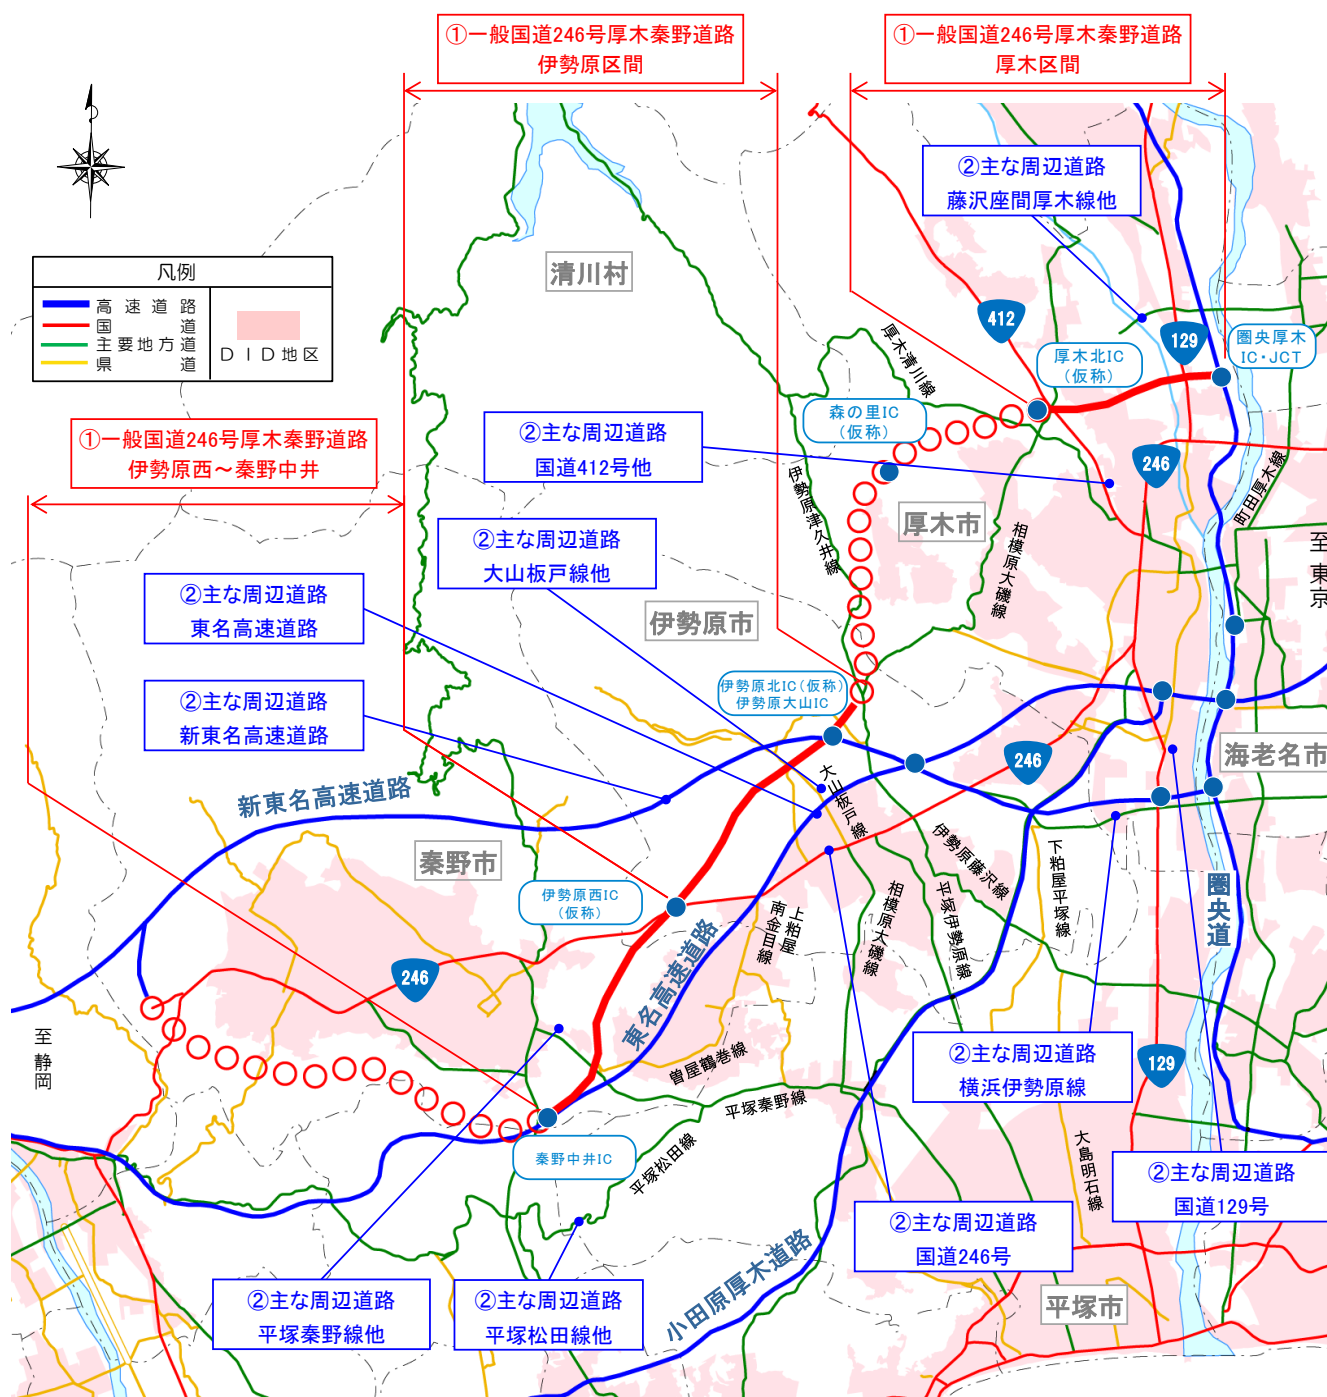 ①一般国道246号厚木秦野道路
伊勢原区間
①一般国道246号厚木秦野道路
厚木区間
②主な周辺道路
藤沢座間厚木線他
凡例
高速道路
国道
主要地方道
県道
DID地区
清川村
412
129
圏央厚木
IC・JCT
厚木北IC
(仮称)
厚木清川線
森の里IC
(仮称)
①一般国道246号厚木秦野道路
伊勢原西～秦野中井
②主な周辺道路
国道412号他
246
町田厚木線
伊勢原津久井線
厚木市
相模原大磯線
至東京
②主な周辺道路
大山板戸線他
②主な周辺道路
東名高速道路
伊勢原市
伊勢原北IC(仮称)
伊勢原大山IC
②主な周辺道路
新東名高速道路
海老名市
246
新東名高速道路
大山板戸線
秦野市
伊勢原藤沢線
下粕屋平塚線
伊勢原西IC
(仮称)
相模原大磯線
平塚伊勢原線
上粕屋
南金目線
圏央道
東名高速道路
246
至静岡
②主な周辺道路
横浜伊勢原線
129
曽屋鶴巻線
平塚秦野線
秦野中井IC
平塚松田線
大島明石線
②主な周辺道路
国道129号
②主な周辺道路
国道246号
小田原厚木道路
平塚市
②主な周辺道路
平塚秦野線他
②主な周辺道路
平塚松田線他